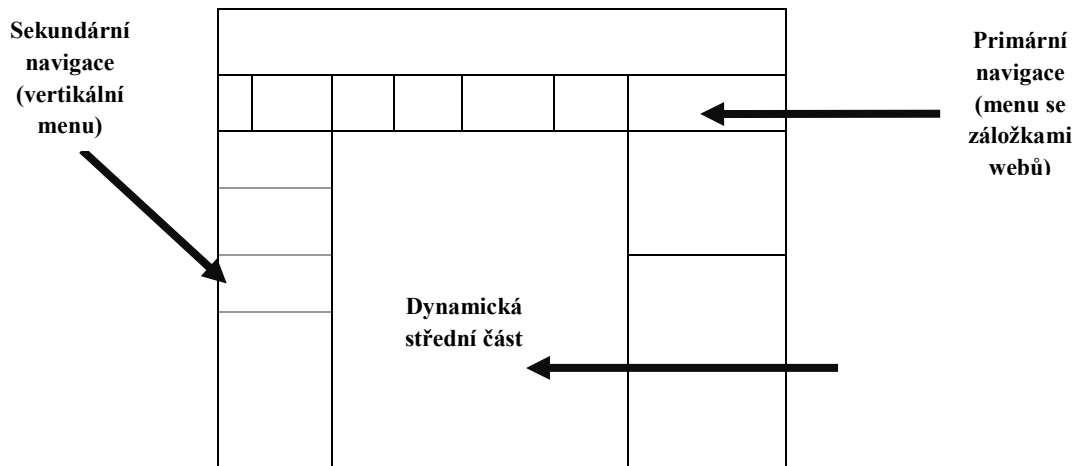 Sekundární
navigace
(vertikální
menu)
Primární
navigace
(menu se
záložkami
webů)
Dynamická
střední část